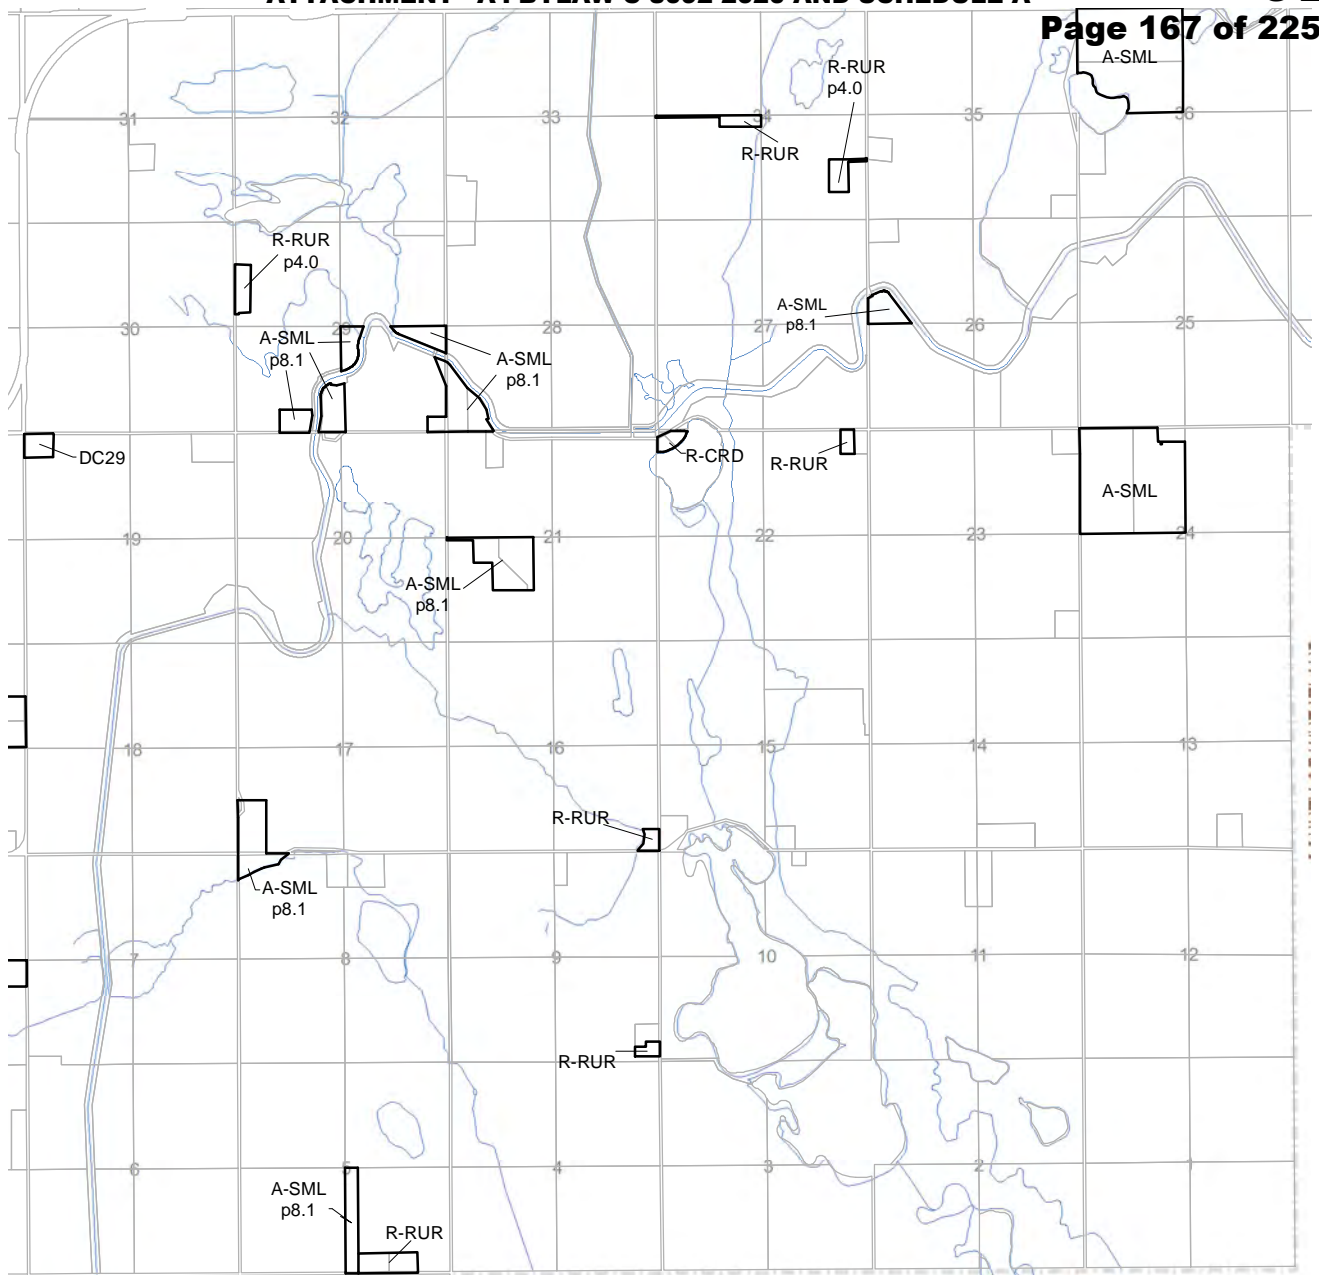 Page 167 of 225
A-SML
R-RUR
p4.0
31
32
33
34
35
36
R-RUR
R-RUR
p4.0
A-SML
p8.1
30
29
28
27
26
25
A-SML
p8.1
A-SML
p8.1
DC29
R-CRD
R-RUR
A-SML
19
20
21
22
23
24
A-SML
p8.1
18
17
16
15
14
13
R-RUR
A-SML
p8.1
7
8
10
11
12
R-RUR
6
5
4
3
2
1
A-SML
p8.1
R-RUR